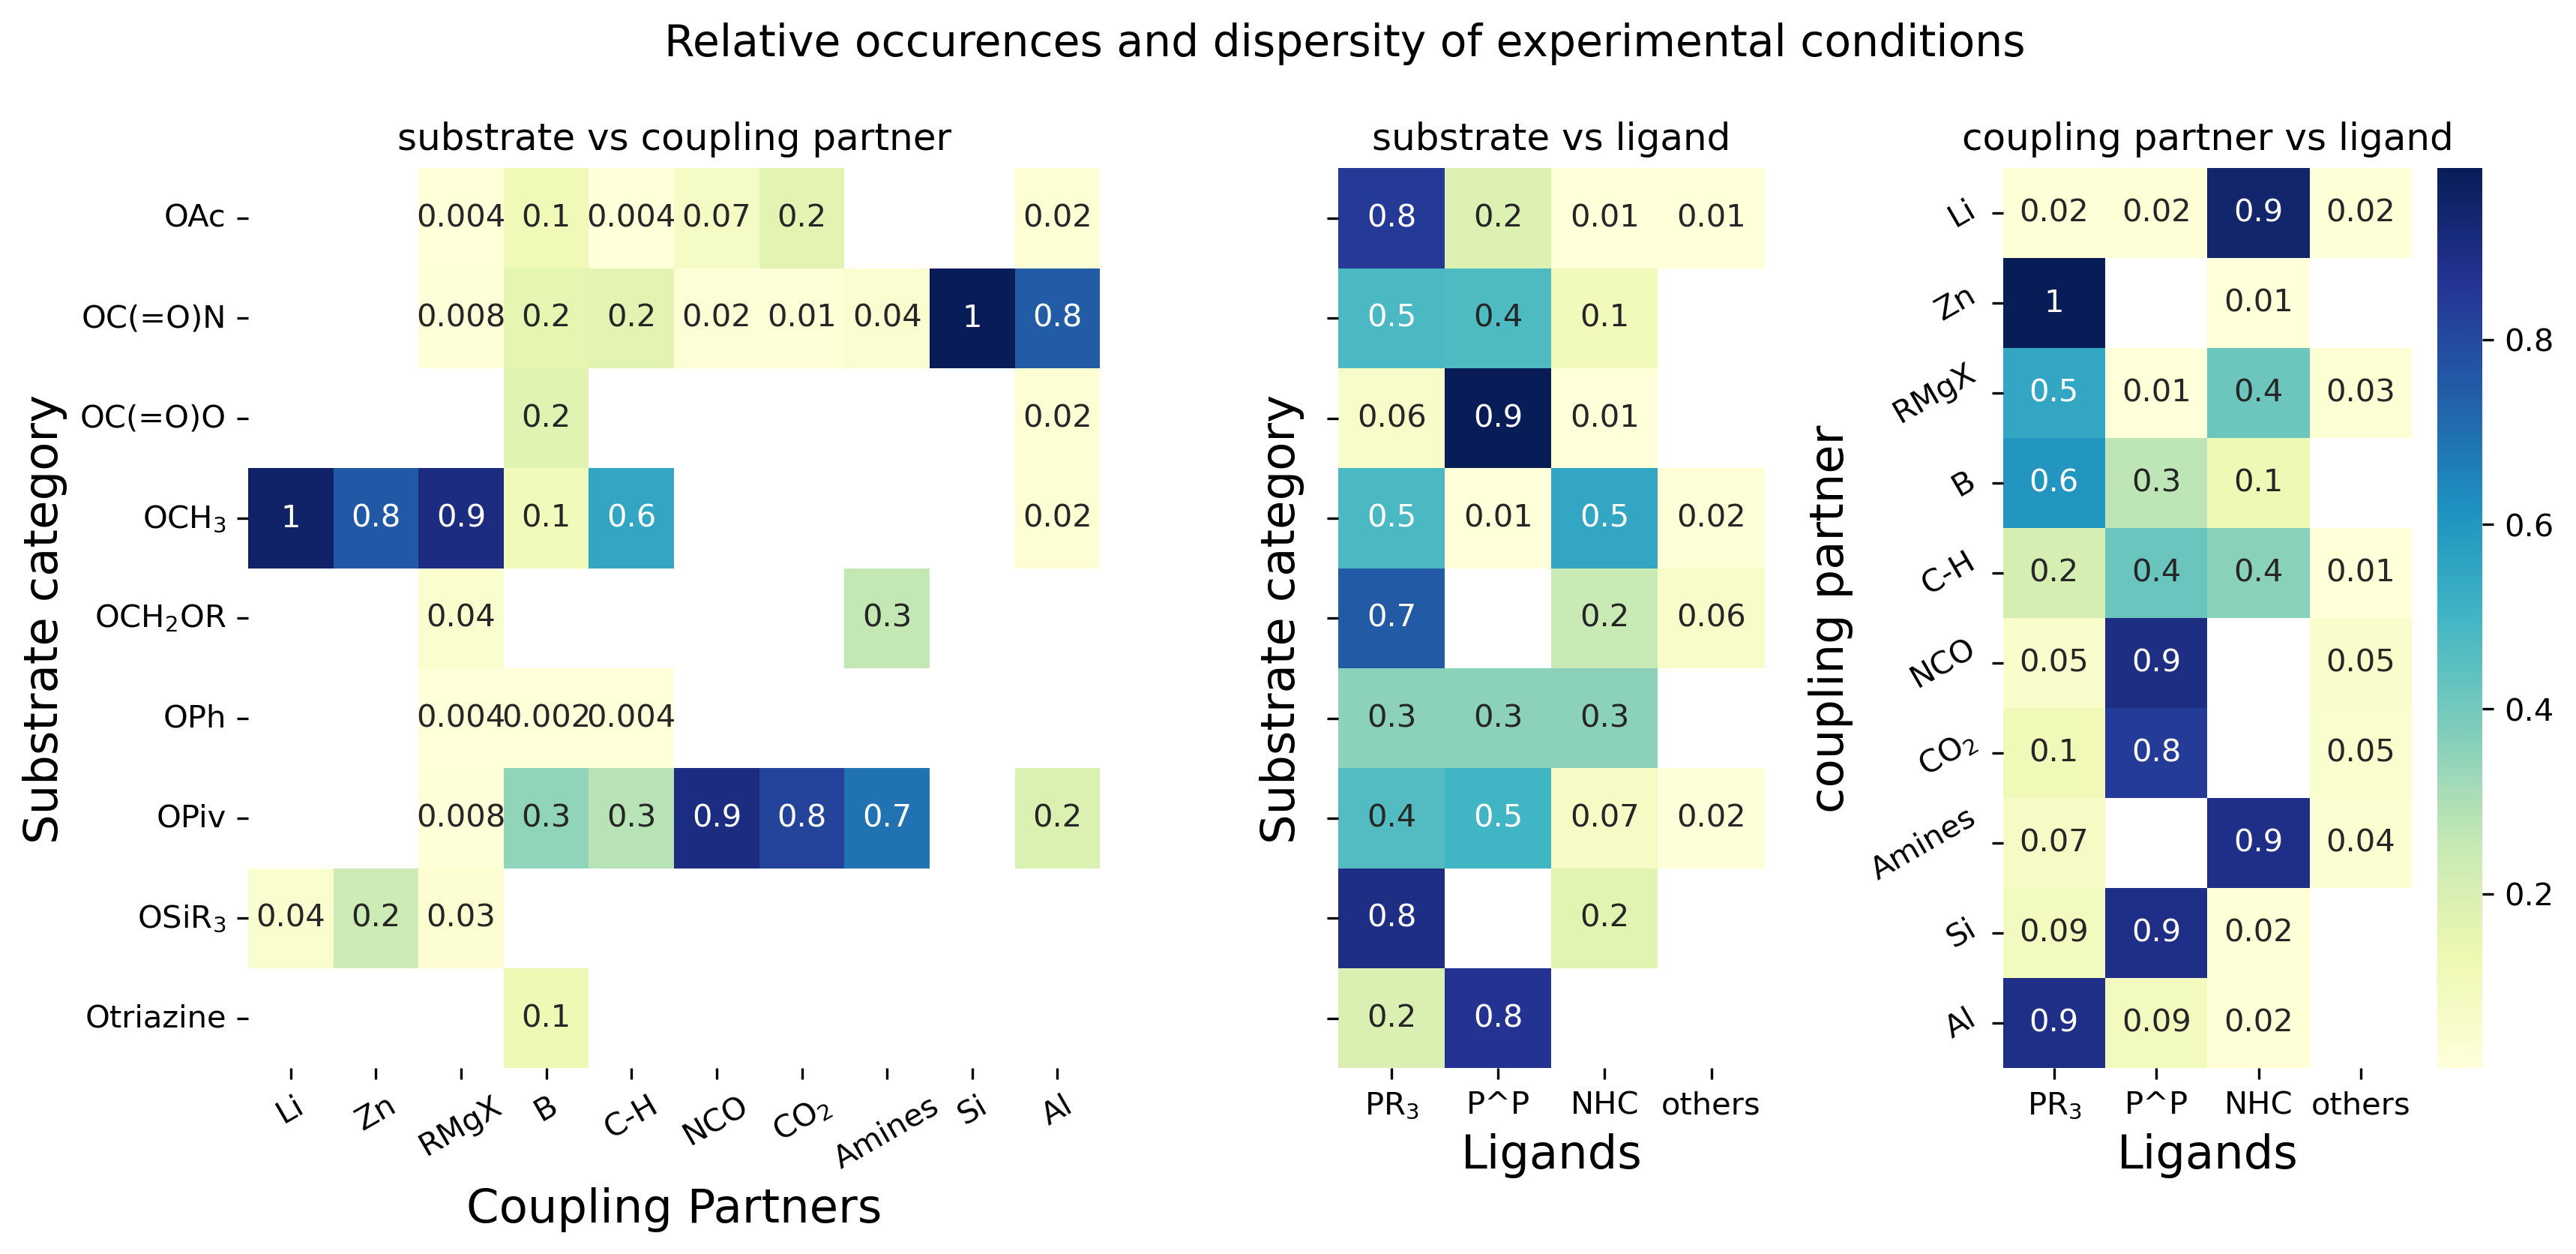 Relative occurences and dispersity of experimental conditions
substrate vs coupling partner
Substrate category
OAc 0.004 0.1 0.004 0.07 0.2 0.02
OC(=O)N 0.008 0.2 0.2 0.02 0.01 0.04 1 0.8
OC(=O)O 0.2 0.02
OCH₃ 1 0.8 0.9 0.1 0.6 0.02
OCH₂OR 0.04 0.3
OPh 0.004 0.002 0.004
OPiv 0.008 0.3 0.3 0.9 0.8 0.7 0.2
OSiR₃ 0.04 0.2 0.03
Otriazine 0.1
Li Zn RMgX B C-H NCO CO₂ Amines Si Al
Coupling Partners
substrate vs ligand
Substrate category
0.8 0.2 0.01 0.01
0.5 0.4 0.1
0.06 0.9 0.01
0.5 0.01 0.5 0.02
0.7 0.2 0.06
0.3 0.3 0.3
0.4 0.5 0.07 0.02
0.8 0.2
0.2 0.8
PR₃ P^P NHC others
Ligands
coupling partner vs ligand
coupling partner
Li 0.02 0.02 0.9 0.02
Zn 1 0.01
RMgX 0.5 0.01 0.4 0.03
B 0.6 0.3 0.1
C-H 0.2 0.4 0.4 0.01
NCO 0.05 0.9 0.05
CO₂ 0.1 0.8 0.05
Amines 0.07 0.9 0.04
Si 0.09 0.9 0.02
Al 0.9 0.09 0.02
PR₃ P^P NHC others
Ligands
0.8
0.6
0.4
0.2